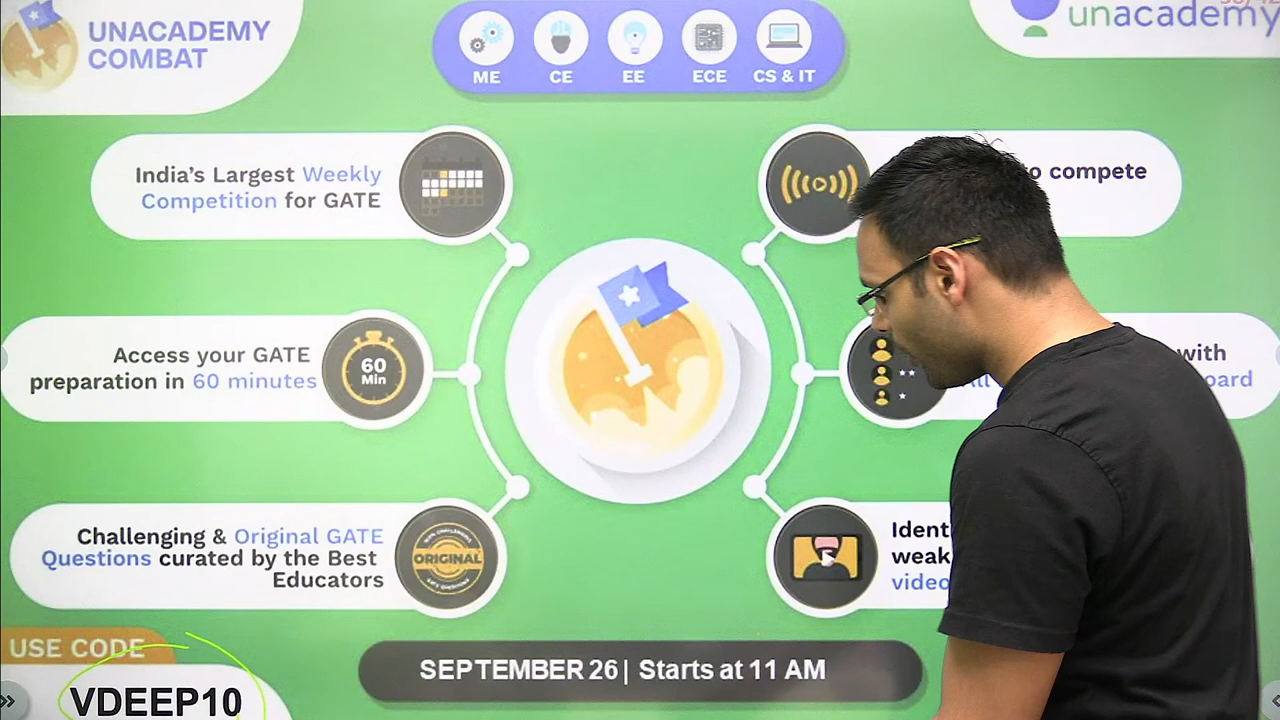 UNACADEMY
COMBAT
ME CE EE ECE CS & IT
unacademy
India's Largest Weekly
Competition for GATE
to compete
Access your GATE
preparation in 60 minutes
60
Min
with
All
oard
Challenging & Original GATE
Questions curated by the Best
Educators
ORIGINAL
Ident
weak
video
USE CODE
VDEEP10
SEPTEMBER 26| Starts at 11 AM